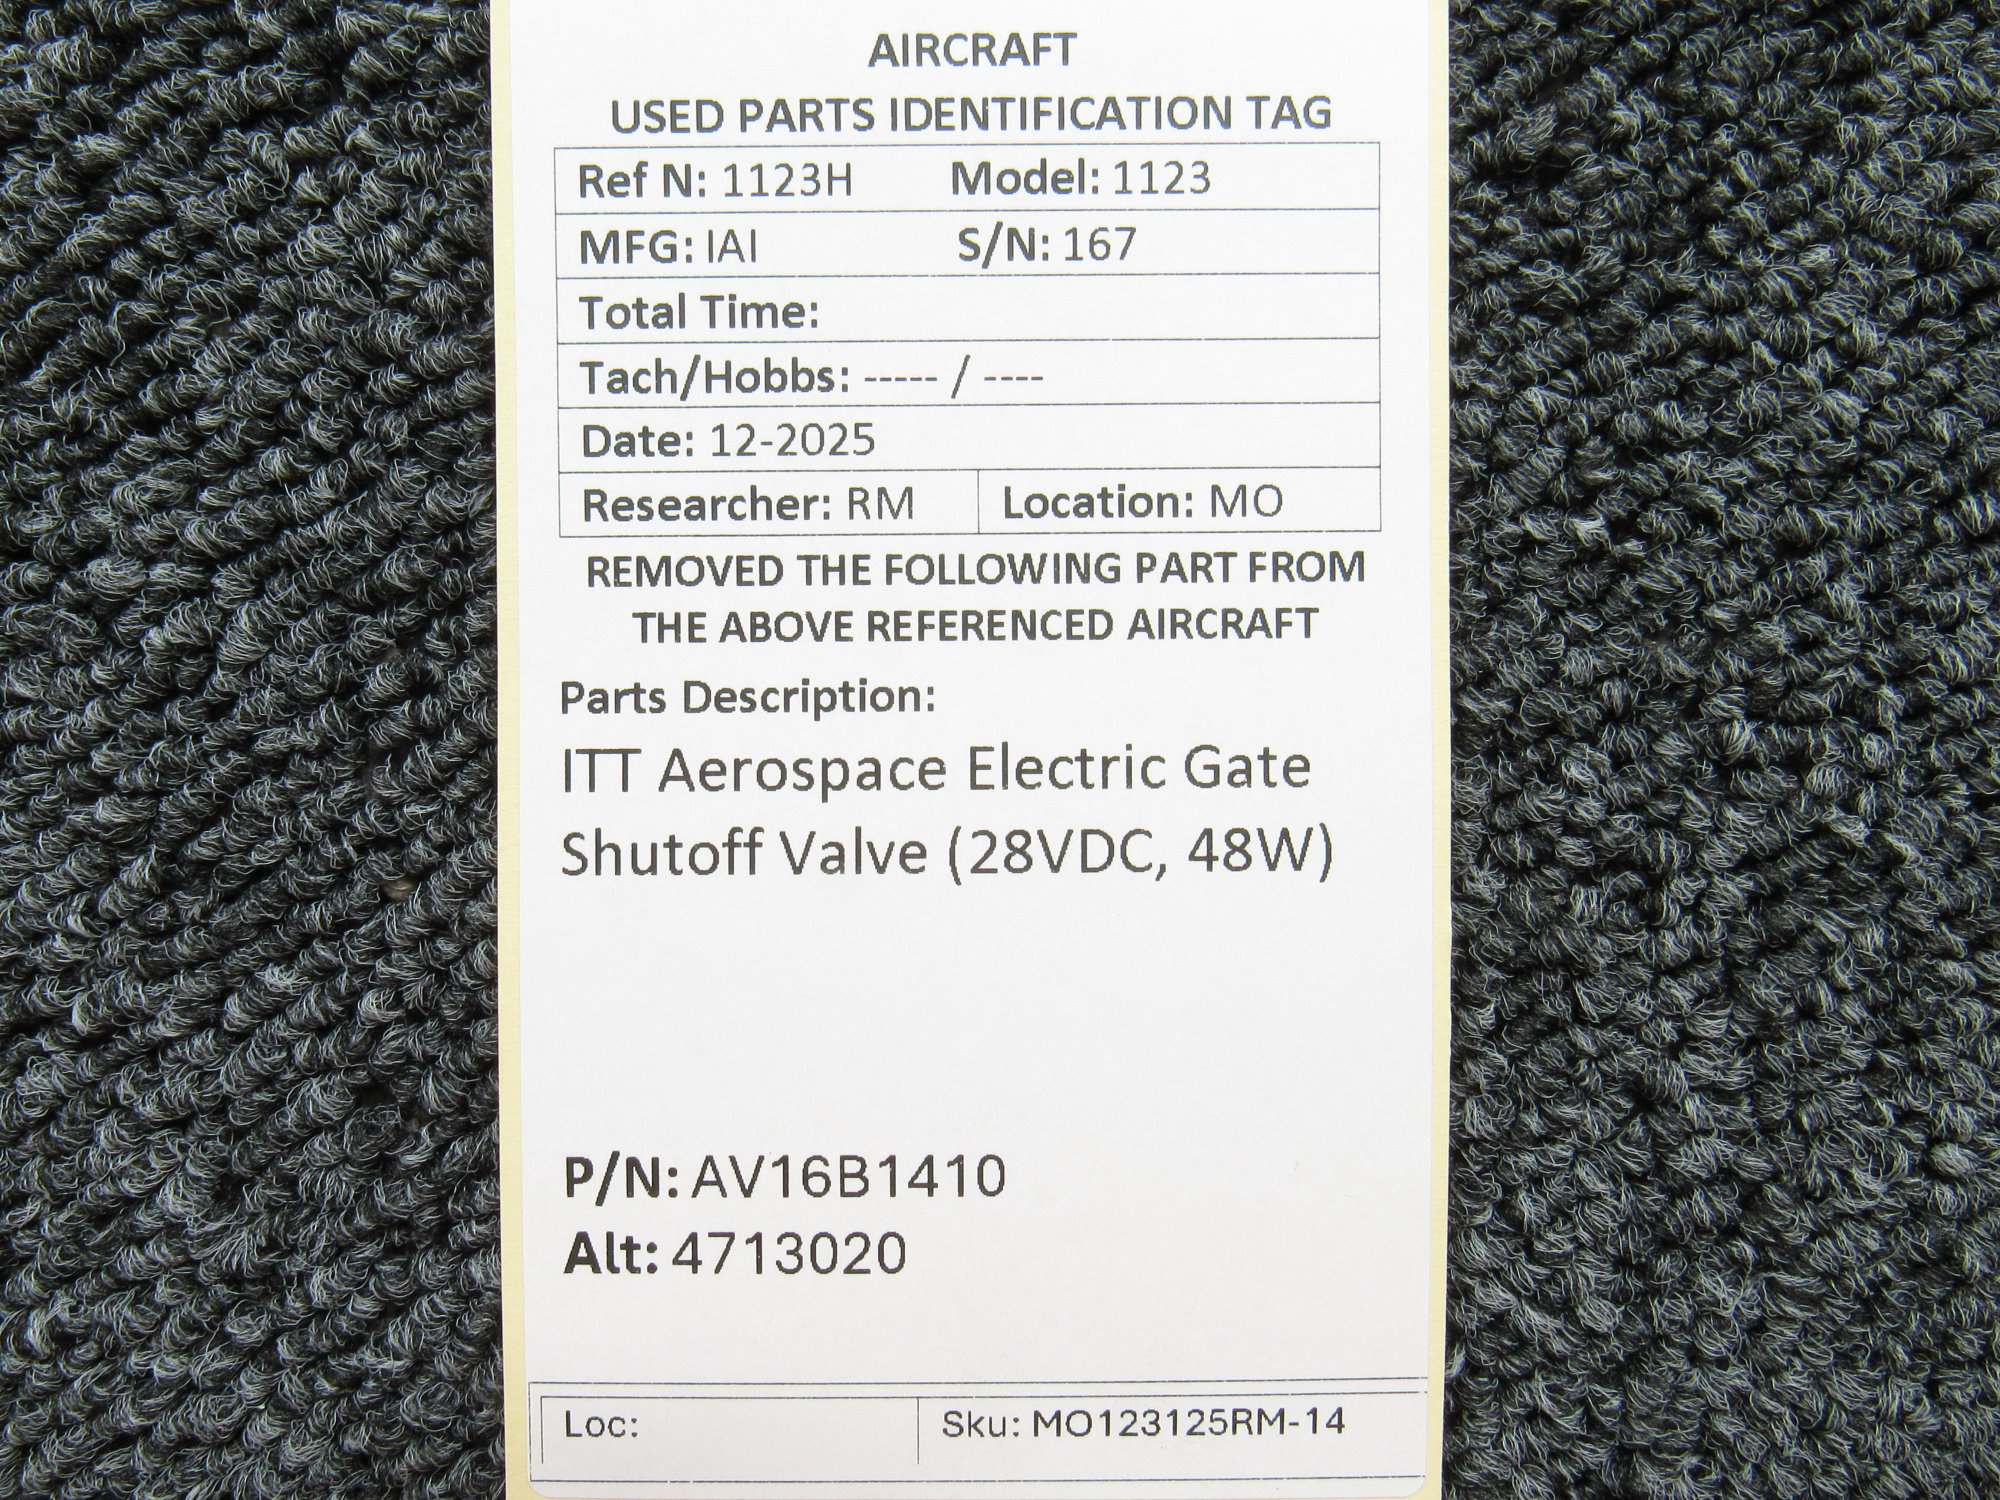 AIRCRAFT
USED PARTS IDENTIFICATION TAG
Ref N: 1123H Model: 1123
MFG: IAI S/N: 167
Total Time:
Tach/Hobbs: ----- / ----
Date: 12-2025
Researcher: RM Location: MO
REMOVED THE FOLLOWING PART FROM
THE ABOVE REFERENCED AIRCRAFT
Parts Description:
ITT Aerospace Electric Gate
Shutoff Valve (28VDC, 48W)
P/N: AV16B1410
Alt: 4713020
Loc: Sku: MO123125RM-14